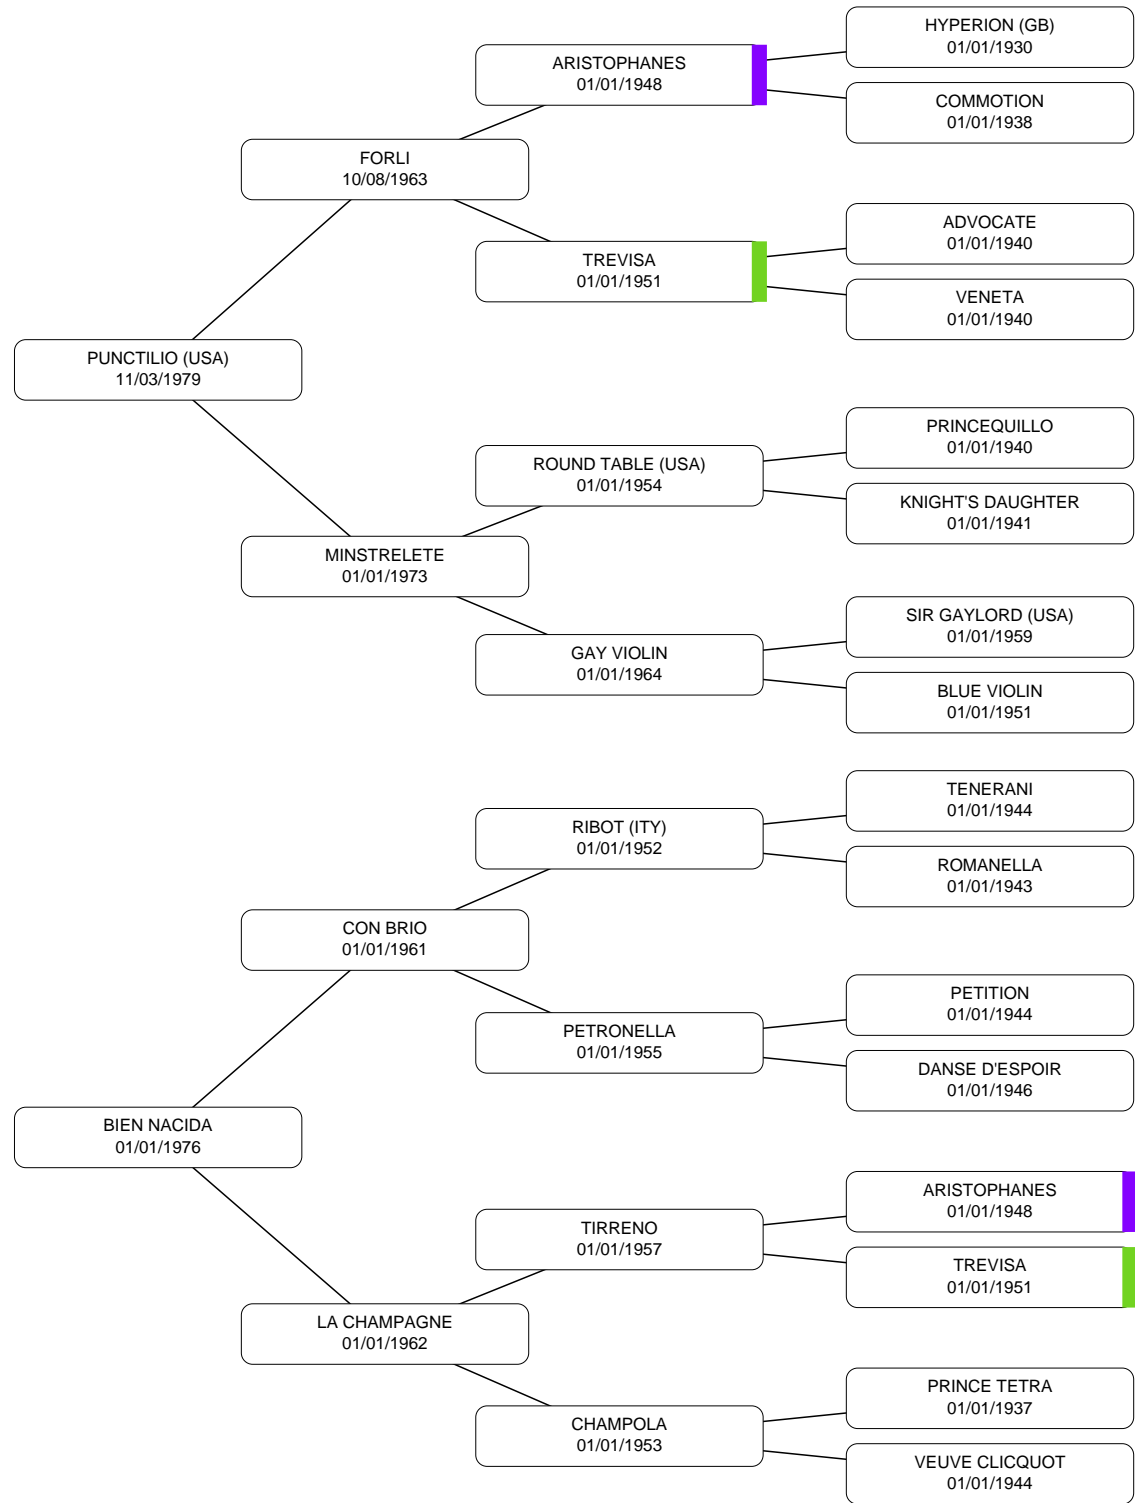 HYPERION (GB)
01/01/1930
ARISTOPHANES
01/01/1948
COMMOTION
01/01/1938
FORLI
10/08/1963
ADVOCATE
01/01/1940
TREVISA
01/01/1951
VENETA
01/01/1940
PUNCTILIO (USA)
11/03/1979
PRINCEQUILLO
01/01/1940
ROUND TABLE (USA)
01/01/1954
KNIGHT'S DAUGHTER
01/01/1941
MINSTRELETE
01/01/1973
SIR GAYLORD (USA)
01/01/1959
GAY VIOLIN
01/01/1964
BLUE VIOLIN
01/01/1951
TENERANI
01/01/1944
RIBOT (ITY)
01/01/1952
ROMANELLA
01/01/1943
CON BRIO
01/01/1961
PETITION
01/01/1944
PETRONELLA
01/01/1955
DANSE D'ESPOIR
01/01/1946
BIEN NACIDA
01/01/1976
ARISTOPHANES
01/01/1948
TIRRENO
01/01/1957
TREVISA
01/01/1951
LA CHAMPAGNE
01/01/1962
PRINCE TETRA
01/01/1937
CHAMPOLA
01/01/1953
VEUVE CLICQUOT
01/01/1944